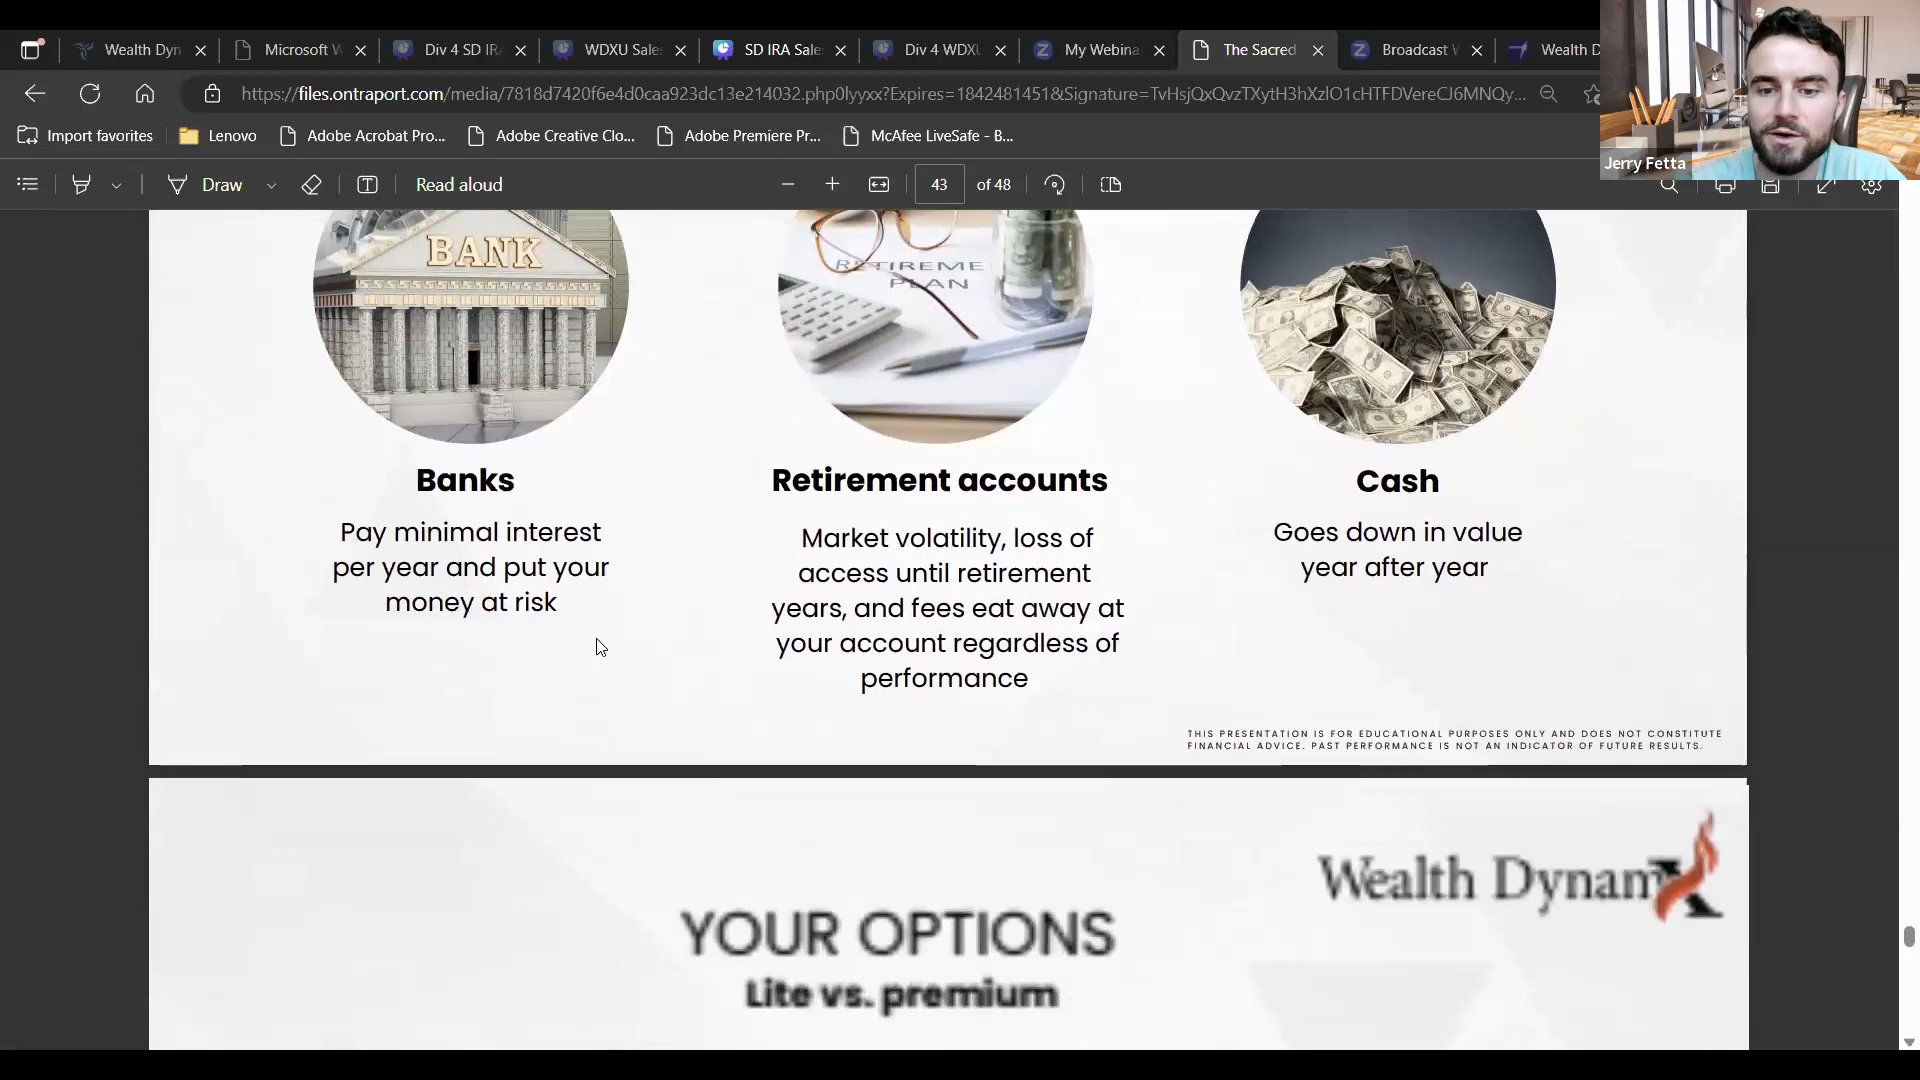 Wealth Dyn
Microsoft W
Div 4 SD IRA
WDXU Sales
SD IRA Sale
Div 4 WDXU
My Webina
The Sacred
Broadcast W
Wealth D
https://files.ontraport.com/media/7818d7420f6e4d0caa923dc13e214032.php0lyyxx?Expires=1842481451&Signature=TvHsjQxQvzTXytH3hXzlO1cHTFDVereCJ6MNQy...
Import favorites
Lenovo
Adobe Acrobat Pro...
Adobe Creative Clo...
Adobe Premiere Pr...
McAfee LiveSafe - B...
Jerry Fetta
Draw
Read aloud
43
of 48
BANK
RETIREME
PLAN
Banks
Pay minimal interest
per year and put your
money at risk
Retirement accounts
Market volatility, loss of
access until retirement
years, and fees eat away at
your account regardless of
performance
Cash
Goes down in value
year after year
THIS PRESENTATION IS FOR EDUCATIONAL PURPOSES ONLY AND DOES NOT CONSTITUTE
FINANCIAL ADVICE. PAST PERFORMANCE IS NOT AN INDICATOR OF FUTURE RESULTS.
Wealth DynamX
YOUR OPTIONS
Lite vs. premium